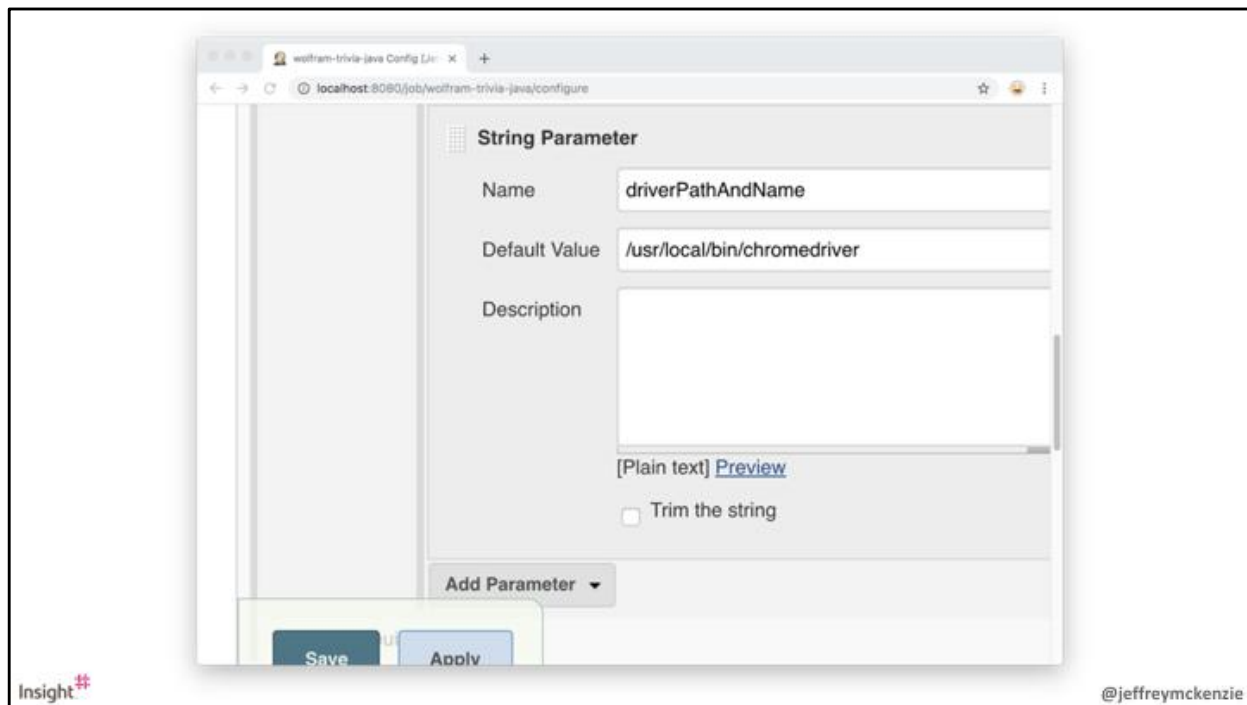 wolfram-trivia-java Config [Je
localhost:8080/job/wolfram-trivia-java/configure
String Parameter
Name driverPathAndName
Default Value /usr/local/bin/chromedriver
Description
[Plain text] Preview
Trim the string
Add Parameter
Save Apply
Insight#
@jeffreymckenzie